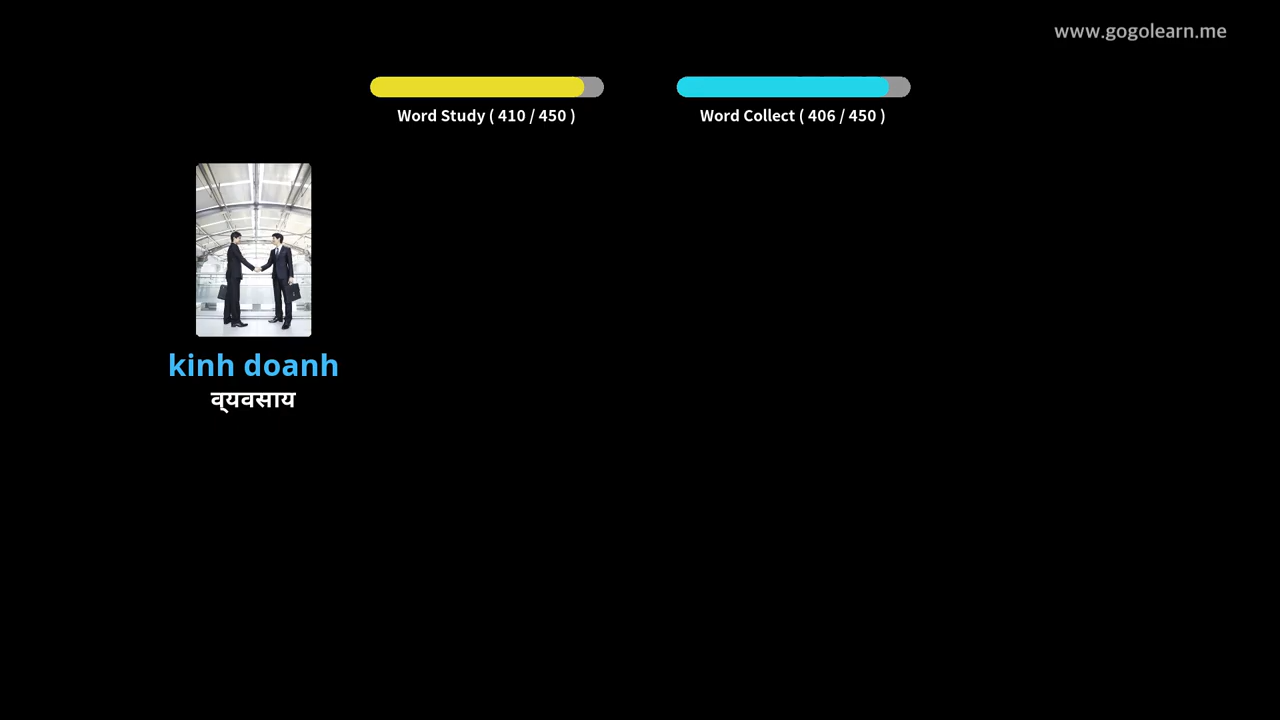 www.gogolearn.me
Word Study ( 410 / 450 )
Word Collect ( 406 / 450 )
kinh doanh
व्यवसाय